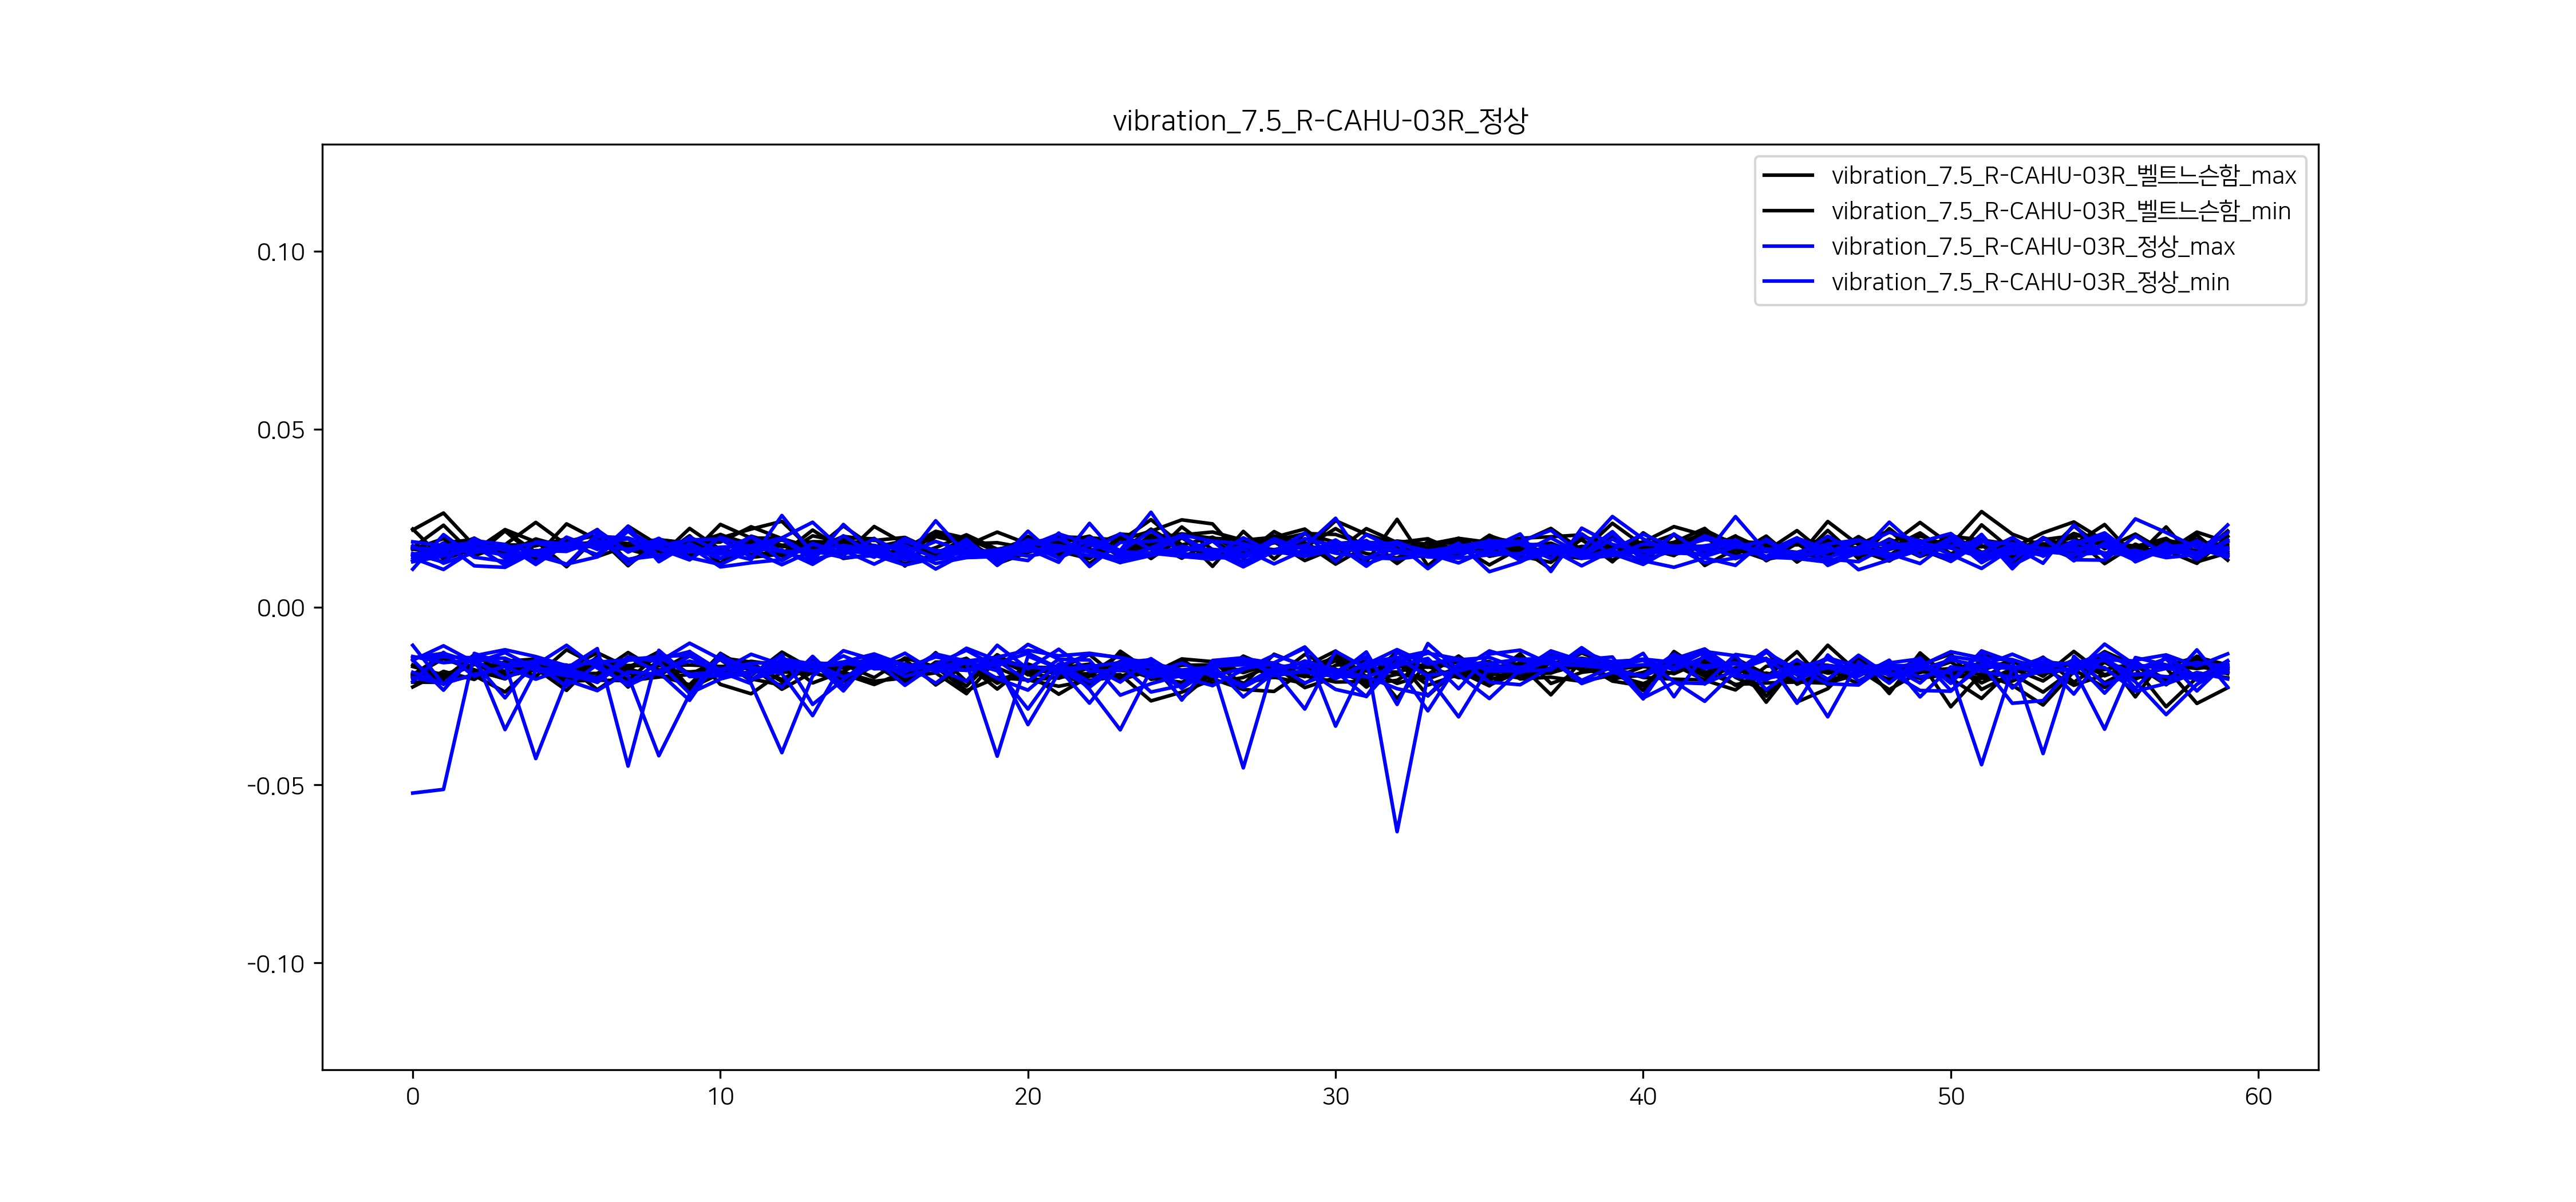 vibration_7.5_R-CAHU-03R_정상
vibration_7.5_R-CAHU-03R_벨트느슨함_max
vibration_7.5_R-CAHU-03R_벨트느슨함_min
vibration_7.5_R-CAHU-03R_정상_max
vibration_7.5_R-CAHU-03R_정상_min
0.10
0.05
0.00
-0.05
-0.10
0 10 20 30 40 50 60